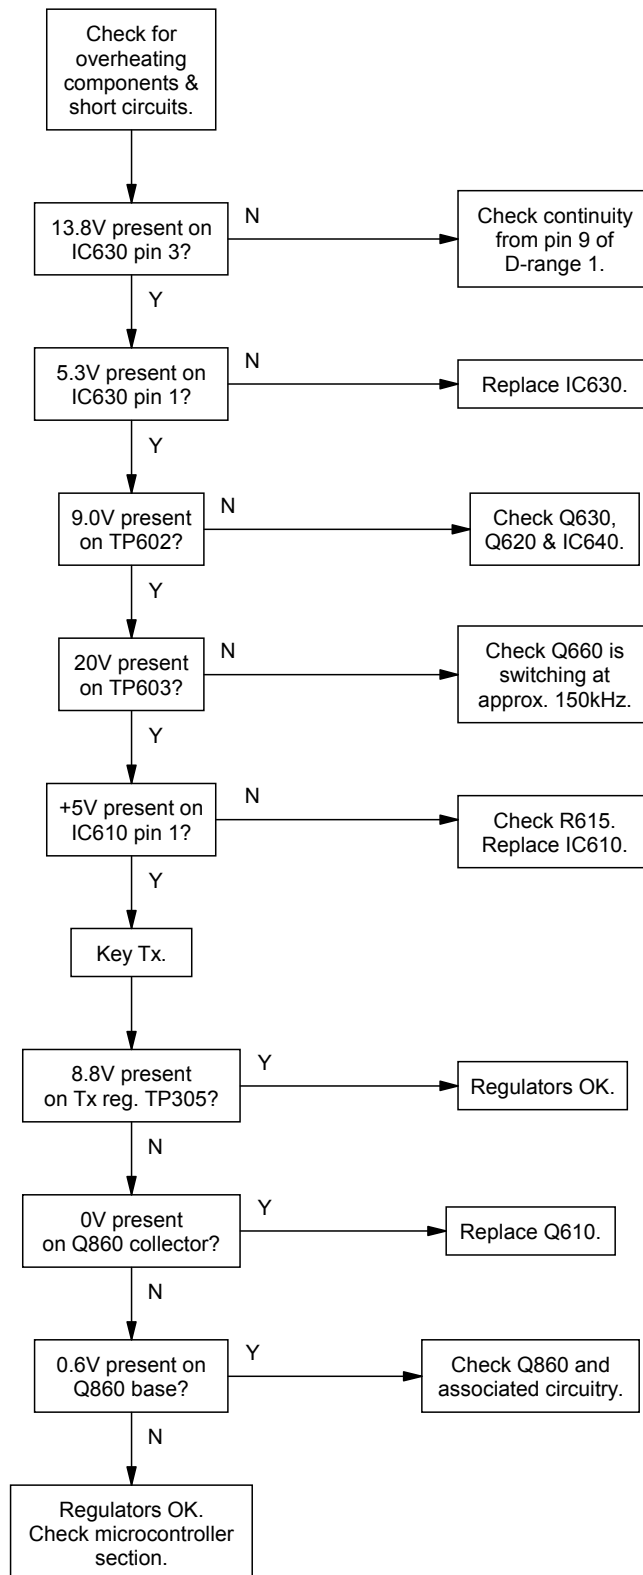 Check for
overheating
components &
short circuits.
13.8V present on
IC630 pin 3?
N
Check continuity
from pin 9 of
D-range 1.
Y
5.3V present on
IC630 pin 1?
N
Replace IC630.
Y
9.0V present
on TP602?
N
Check Q630,
Q620 & IC640.
Y
20V present
on TP603?
N
Check Q660 is
switching at
approx. 150kHz.
Y
+5V present on
IC610 pin 1?
N
Check R615.
Replace IC610.
Y
Key Tx.
8.8V present
on Tx reg. TP305?
Y
Regulators OK.
N
0V present
on Q860 collector?
Y
Replace Q610.
N
0.6V present on
Q860 base?
Y
Check Q860 and
associated circuitry.
N
Regulators OK.
Check microcontroller
section.